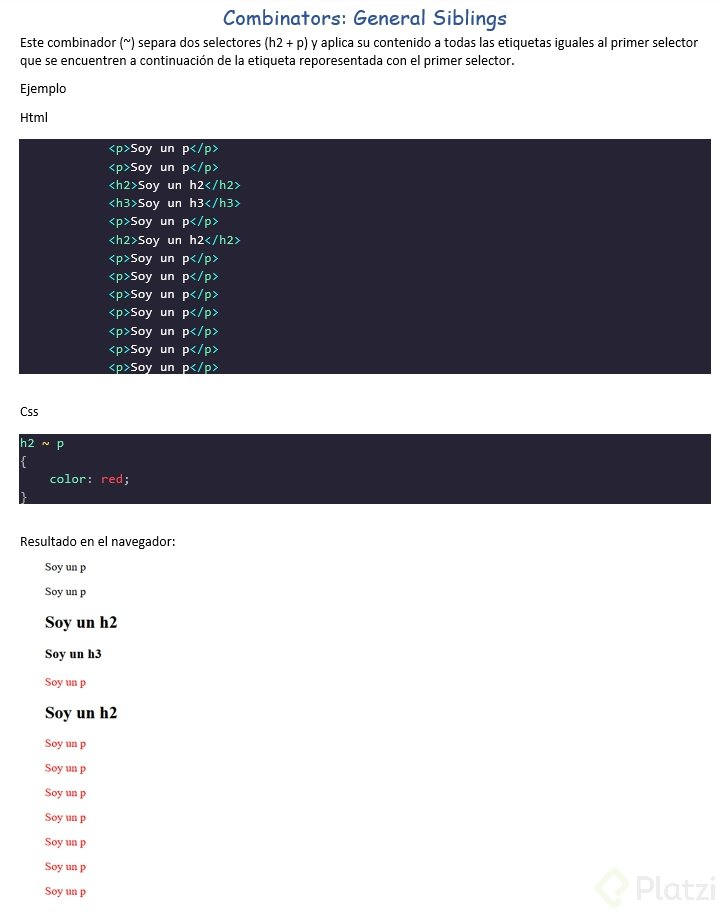 Combinators: General Siblings
Este combinador (~) separa dos selectores (h2 + p) y aplica su contenido a todas las etiquetas iguales al primer selector
que se encuentren a continuación de la etiqueta reporesentada con el primer selector.
Ejemplo
Html
<p>Soy un p</p>
<p>Soy un p</p>
<h2>Soy un h2</h2>
<h3>Soy un h3</h3>
<p>Soy un p</p>
<h2>Soy un h2</h2>
<p>Soy un p</p>
<p>Soy un p</p>
<p>Soy un p</p>
<p>Soy un p</p>
<p>Soy un p</p>
<p>Soy un p</p>
<p>Soy un p</p>
Css
h2 ~ p
{
color: red;
}
Resultado en el navegador:
Soy un p
Soy un p
Soy un h2
Soy un h3
Soy un p
Soy un h2
Soy un p
Soy un p
Soy un p
Soy un p
Soy un p
Soy un p
Soy un p
Platzi